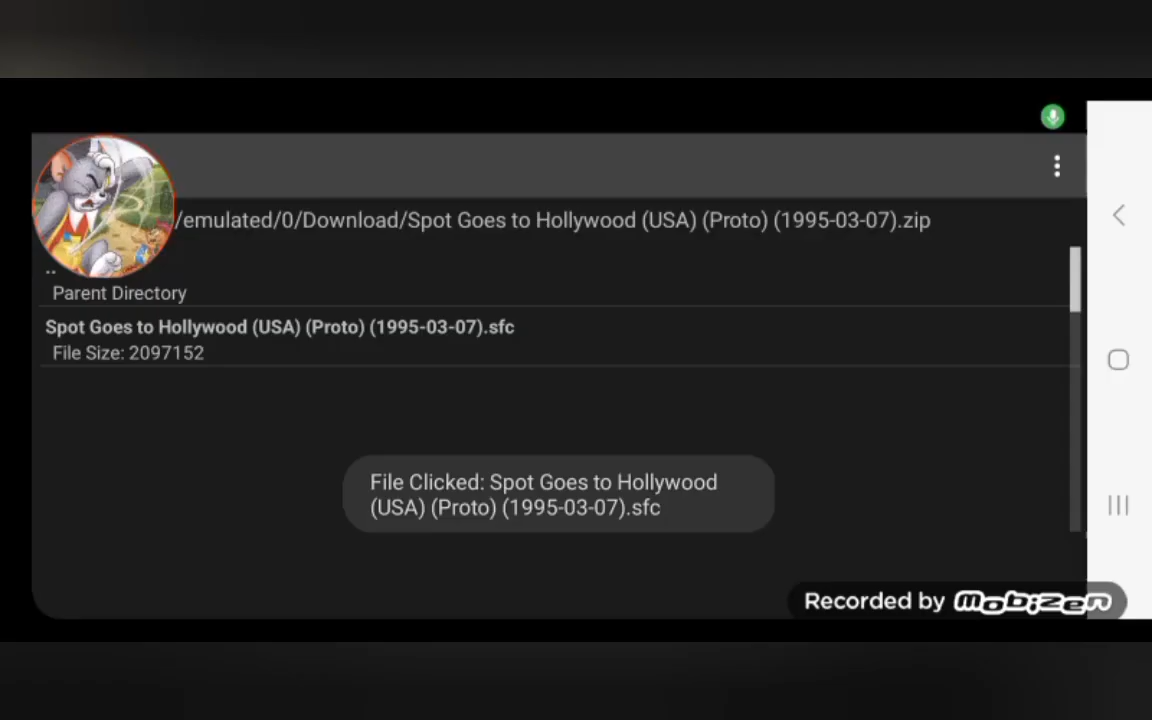 /emulated/0/Download/Spot Goes to Hollywood (USA) (Proto) (1995-03-07).zip
..
Parent Directory
Spot Goes to Hollywood (USA) (Proto) (1995-03-07).sfc
File Size: 2097152
File Clicked: Spot Goes to Hollywood
(USA) (Proto) (1995-03-07).sfc
Recorded by mobizen